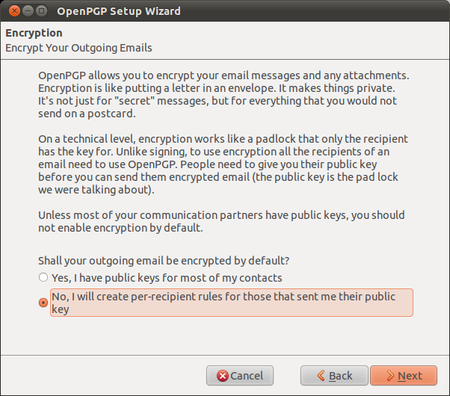 OpenPGP Setup Wizard
Encryption
Encrypt Your Outgoing Emails
OpenPGP allows you to encrypt your email messages and any attachments.
Encryption is like putting a letter in an envelope. It makes things private.
It's not just for "secret" messages, but for everything that you would not
send on a postcard.
On a technical level, encryption works like a padlock that only the recipient
has the key for. Unlike signing, to use encryption all the recipients of an
email need to use OpenPGP. People need to give you their public key
before you can send them encrypted email (the public key is the pad lock
we were talking about).
Unless most of your communication partners have public keys, you should
not enable encryption by default.
Shall your outgoing email be encrypted by default?
Yes, I have public keys for most of my contacts
No, I will create per-recipient rules for those that sent me their public
key
Cancel
Back
Next